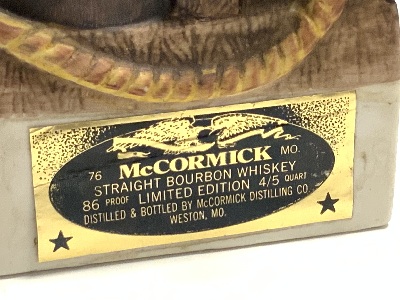 76 McCORMICK MO.
STRAIGHT BOURBON WHISKEY
86 PROOF LIMITED EDITION 4/5 QUART
DISTILLED & BOTTLED BY McCORMICK DISTILLING CO.
WESTON, MO.